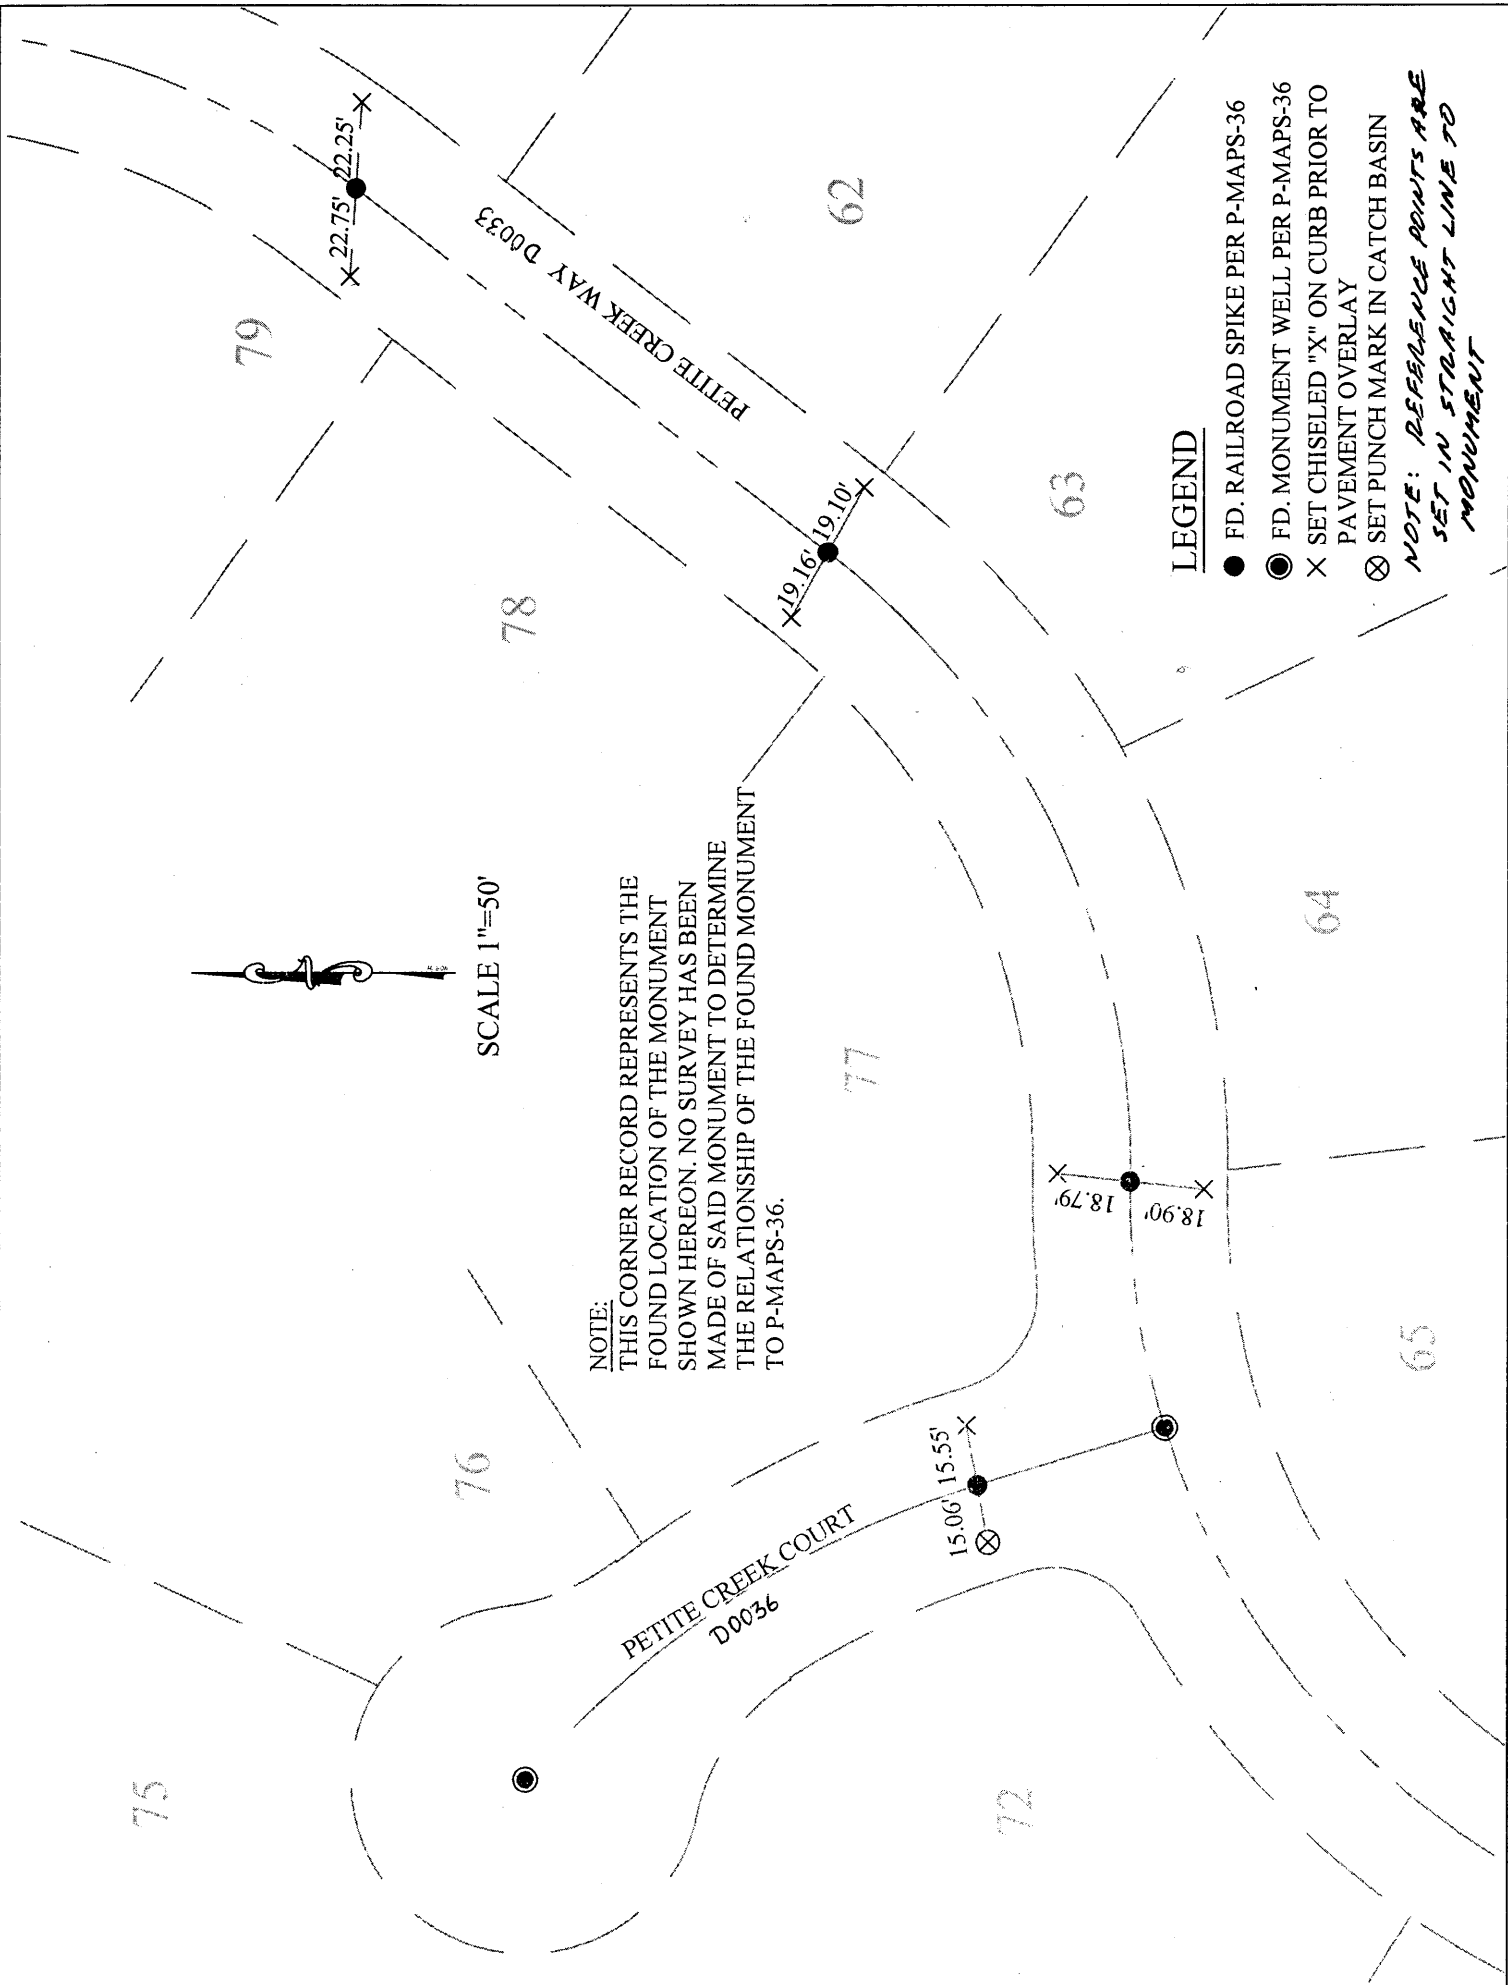 SCALE 1"=50'
NOTE:
THIS CORNER RECORD REPRESENTS THE
FOUND LOCATION OF THE MONUMENT
SHOWN HEREON. NO SURVEY HAS BEEN
MADE OF SAID MONUMENT TO DETERMINE
THE RELATIONSHIP OF THE FOUND MONUMENT
TO P-MAPS-36.
75
76
77
78
79
72
65
64
63
62
PETITE CREEK COURT
D0036
15.06'
15.55'
18.79'
18.90'
19.16'
19.10'
22.75'
22.25'
PETITE CREEK WAY D0033
LEGEND
FD. RAILROAD SPIKE PER P-MAPS-36
FD. MONUMENT WELL PER P-MAPS-36
SET CHISELED "X" ON CURB PRIOR TO
PAVEMENT OVERLAY
SET PUNCH MARK IN CATCH BASIN
NOTE: REFERENCE POINTS ARE
SET IN STRAIGHT LINE TO
MONUMENT